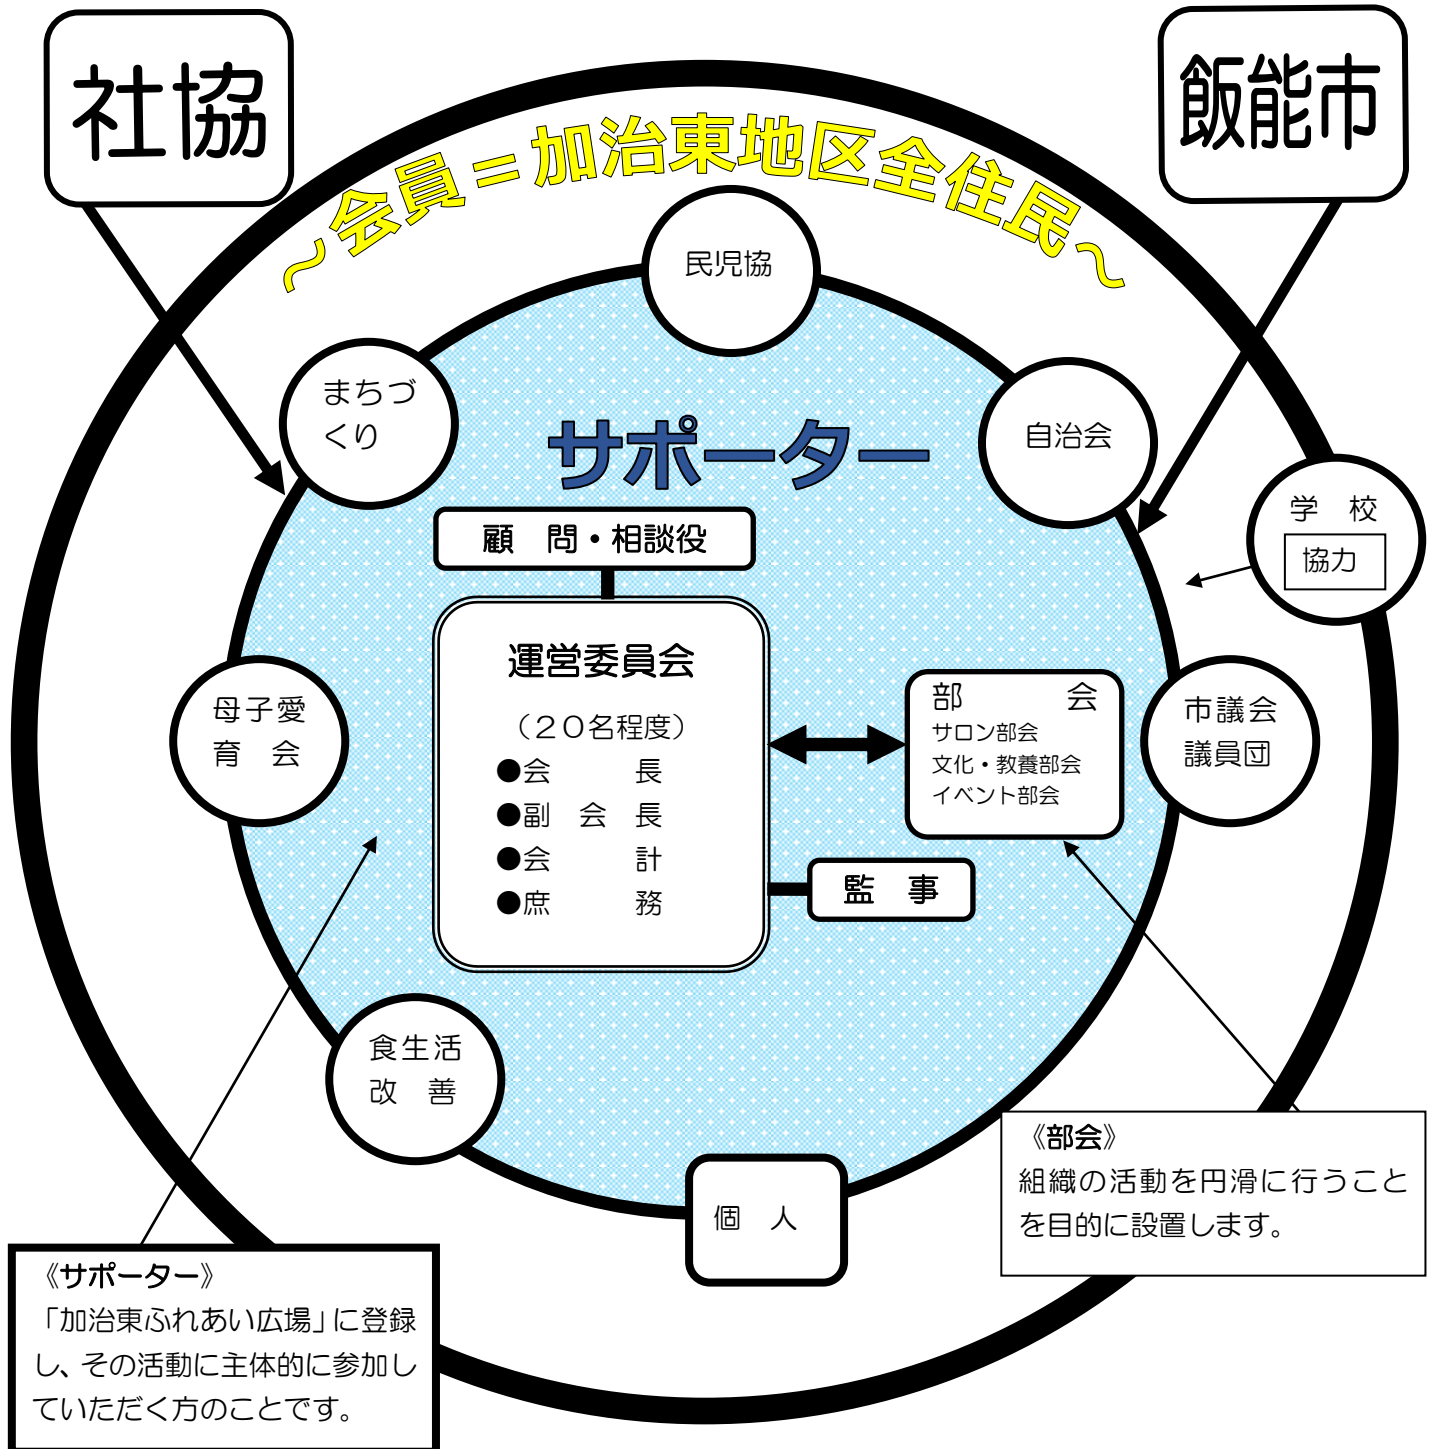 社協
飯能市
～会員＝加治東地区全住民～
民児協
まちづ
くり
自治会
サポーター
学　校
協力
顧　問・相談役
運営委員会
（２０名程度）
●会　　　長
●副　会　長
●会　　　計
●庶　　　務
部　　　会
サロン部会
文化・教養部会
イベント部会
市議会
議員団
母子愛
育　会
監　事
食生活
改　善
個　人
《部会》
組織の活動を円滑に行うこと
を目的に設置します。
《サポーター》
「加治東ふれあい広場」に登録
し、その活動に主体的に参加し
ていただく方のことです。